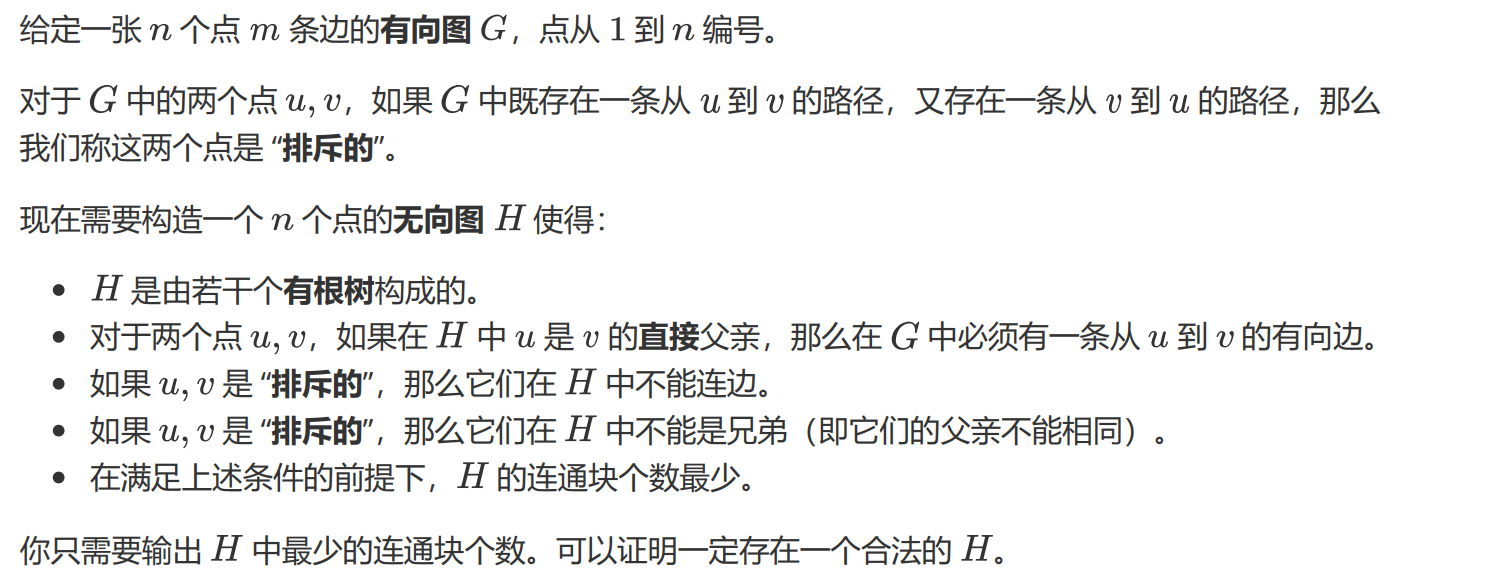 给定一张 $n$ 个点 $m$ 条边的有向图 $G$，点从 $1$ 到 $n$ 编号。
对于 $G$ 中的两个点 $u, v$，如果 $G$ 中既存在一条从 $u$ 到 $v$ 的路径，又存在一条从 $v$ 到 $u$ 的路径，那么
我们称这两个点是 “排斥的”。
现在需要构造一个 $n$ 个点的无向图 $H$ 使得：
• $H$ 是由若干个有根树构成的。
• 对于两个点 $u, v$，如果在 $H$ 中 $u$ 是 $v$ 的直接父亲，那么在 $G$ 中必须有一条从 $u$ 到 $v$ 的有向边。
• 如果 $u, v$ 是 “排斥的”，那么它们在 $H$ 中不能连边。
• 如果 $u, v$ 是 “排斥的”，那么它们在 $H$ 中不能是兄弟（即它们的父亲不能相同）。
• 在满足上述条件的前提下，$H$ 的连通块个数最少。
你只需要输出 $H$ 中最少的连通块个数。可以证明一定存在一个合法的 $H$。